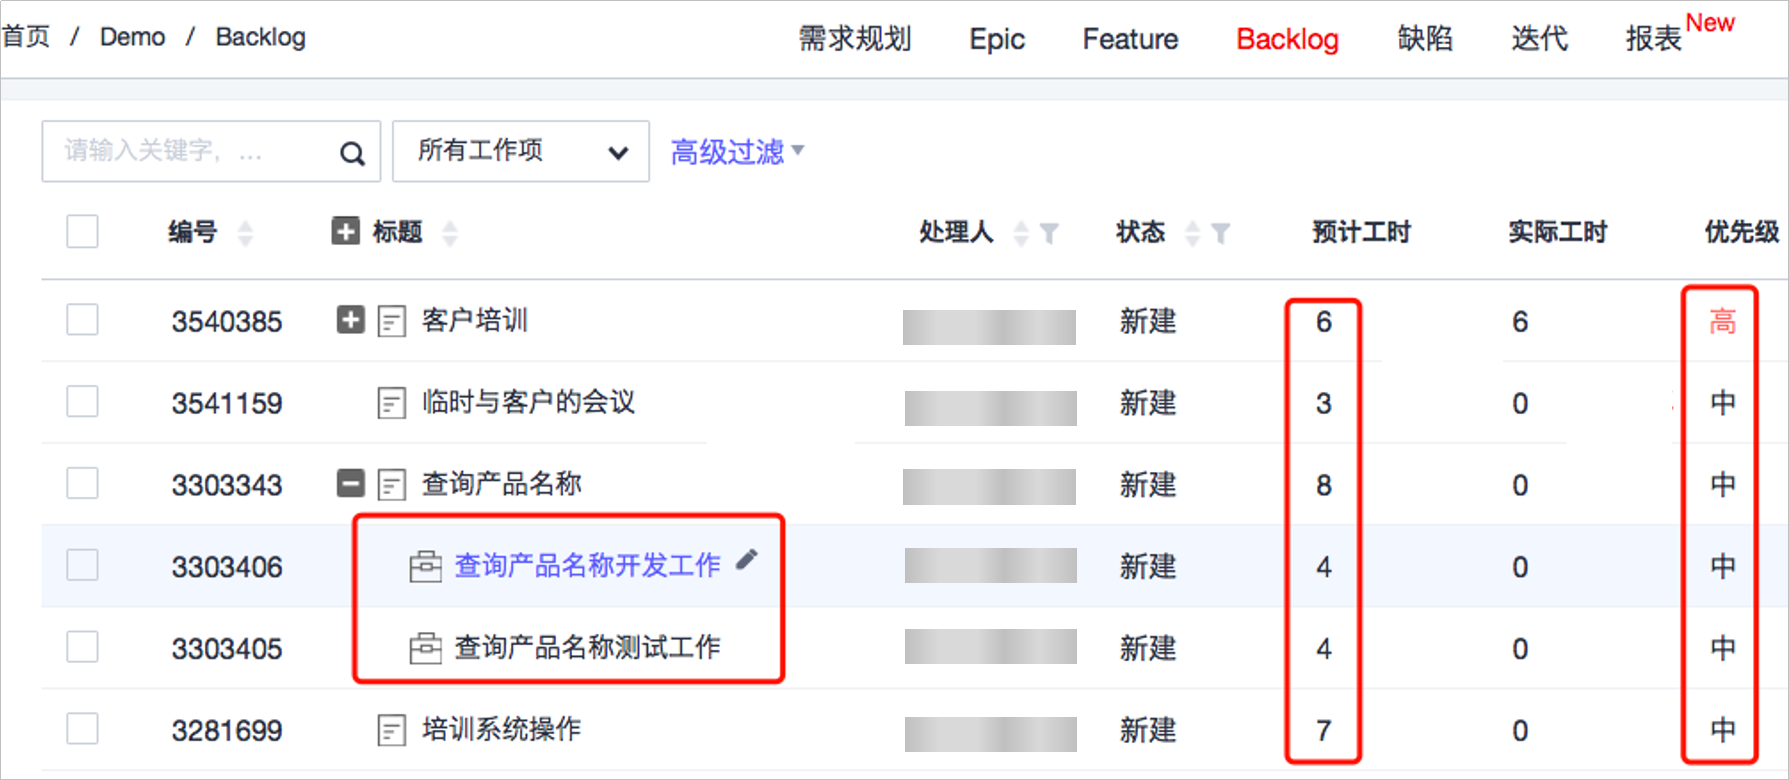 首页 / Demo / Backlog
需求规划 Epic Feature Backlog 缺陷 迭代 报表 New
请输入关键字, ... 所有工作项 高级过滤
编号 标题 处理人 状态 预计工时 实际工时 优先级
3540385 客户培训 新建 6 6 高
3541159 临时与客户的会议 新建 3 0 中
3303343 查询产品名称 新建 8 0 中
3303406 查询产品名称开发工作 新建 4 0 中
3303405 查询产品名称测试工作 新建 4 0 中
3281699 培训系统操作 新建 7 0 中